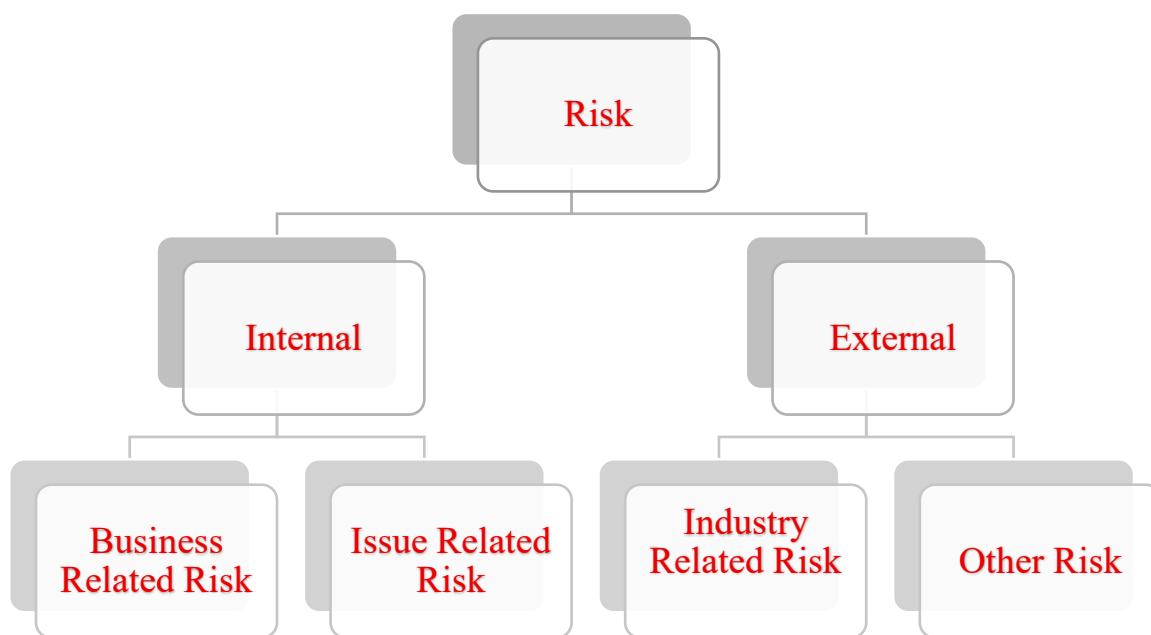 Risk
Internal
External
Business
Related Risk
Issue Related
Risk
Industry
Related Risk
Other Risk